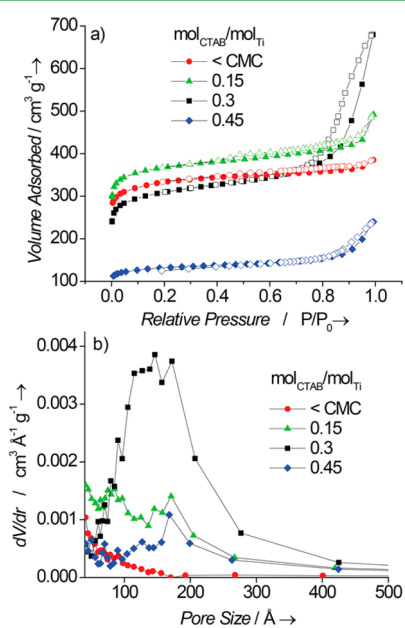 a)
mol_CTAB/mol_Ti
< CMC
0.15
0.3
0.45
Volume Adsorbed / cm³ g⁻¹→
700
600
500
400
300
200
100
0.0 0.2 0.4 0.6 0.8 1.0
Relative Pressure / P/P₀→
b)
mol_CTAB/mol_Ti
< CMC
0.15
0.3
0.45
dV/dr / cm³ Å⁻¹ g⁻¹→
0.004
0.003
0.002
0.001
0.000
100 200 300 400 500
Pore Size / Å →